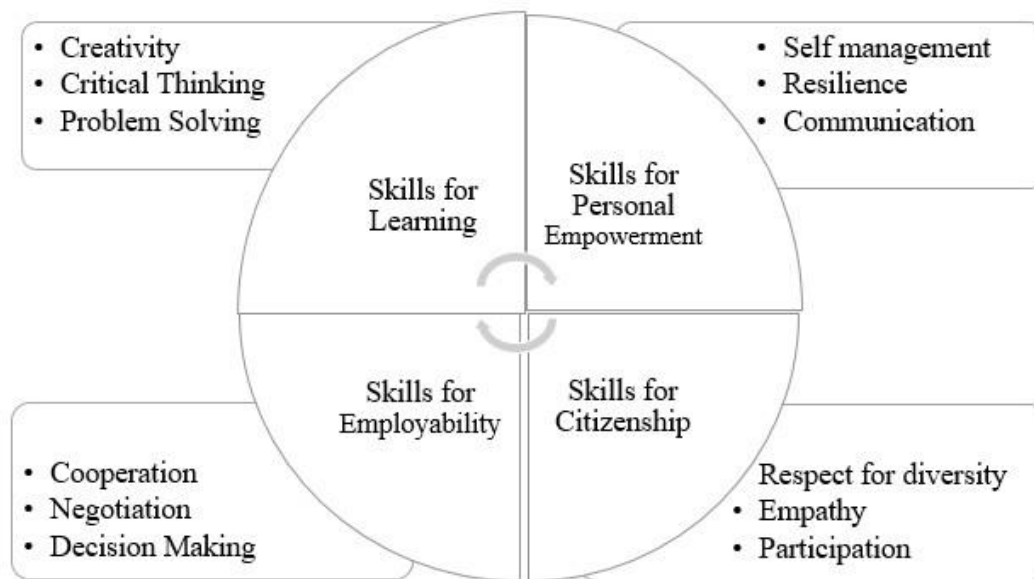 • Creativity
• Critical Thinking
• Problem Solving
• Self management
• Resilience
• Communication
Skills for
Learning
Skills for
Personal
Empowerment
Skills for
Employability
Skills for
Citizenship
• Cooperation
• Negotiation
• Decision Making
Respect for diversity
• Empathy
• Participation